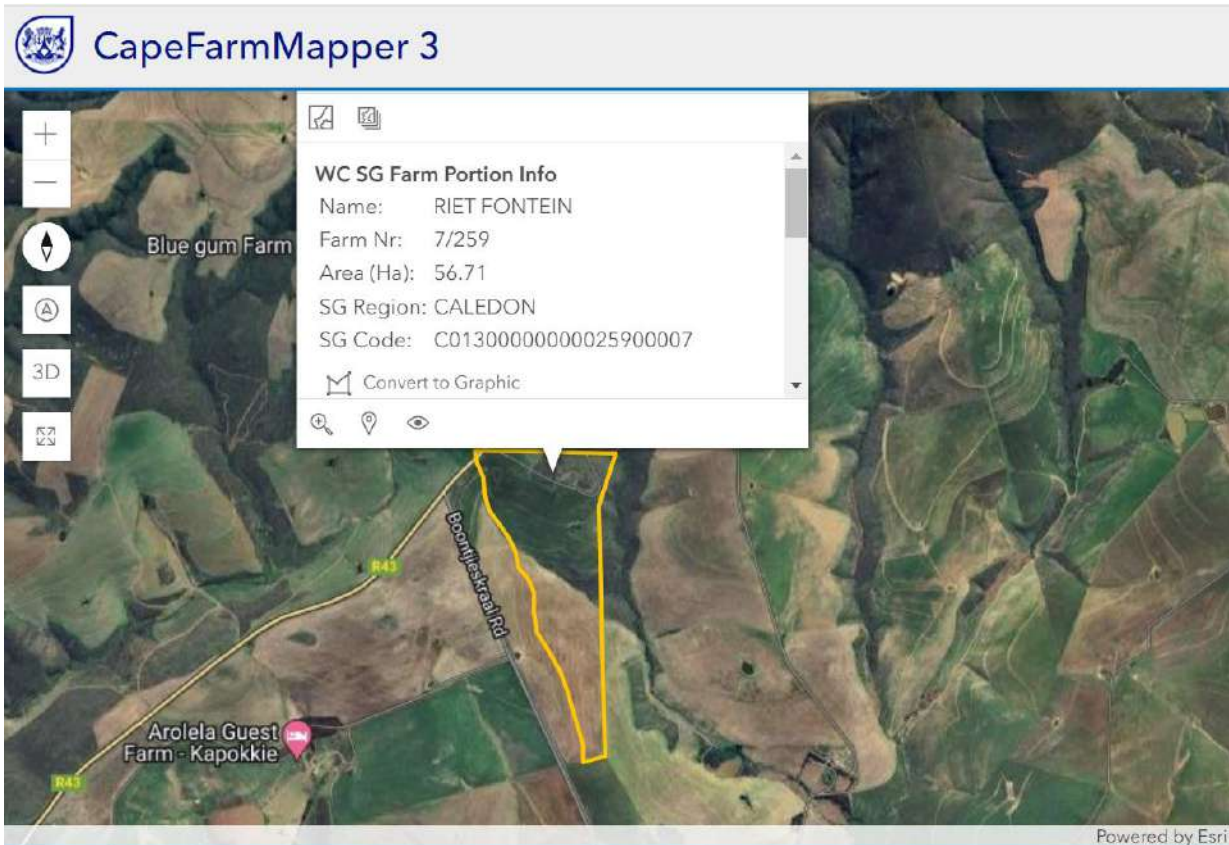 CapeFarmMapper 3
WC SG Farm Portion Info
Name: RIET FONTEIN
Farm Nr: 7/259
Area (Ha): 56.71
SG Region: CALEDON
SG Code: C01300000000025900007
Convert to Graphic
3D
Blue gum Farm
R43
Boontjieskraal Rd
Arolela Guest
Farm - Kapokkie
R43
Powered by Esri